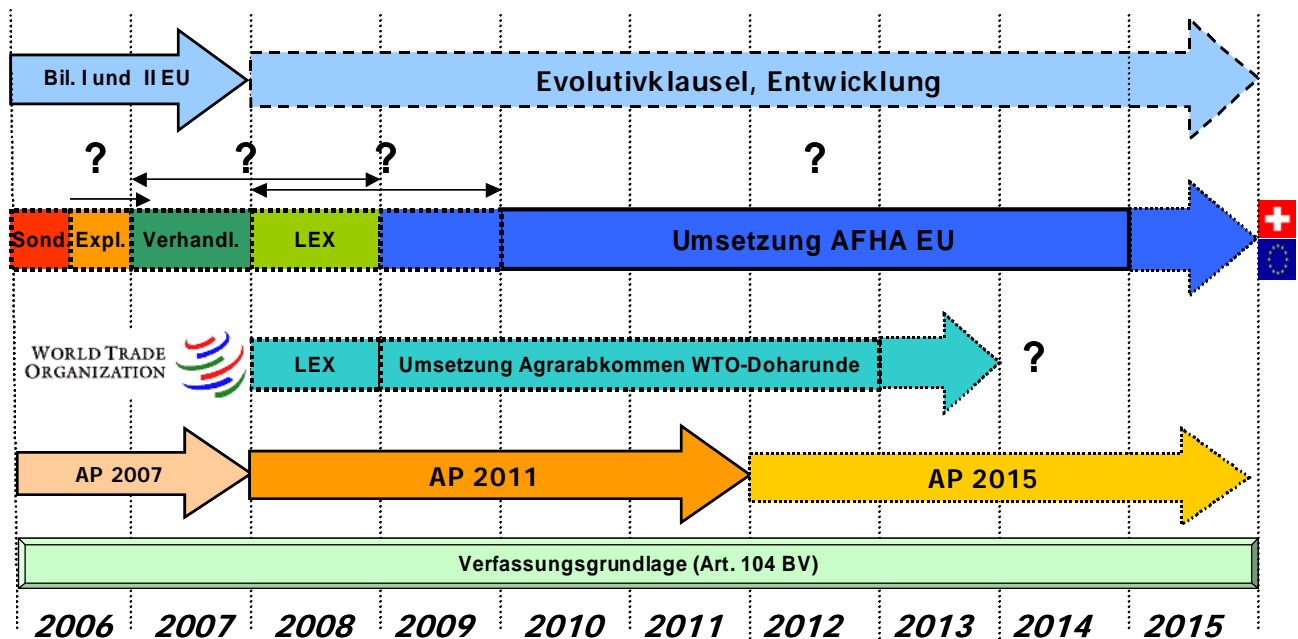 Bil. I und II EU
Evolutivklausel, Entwicklung
? ? ? ?
Sond. Expl. Verhandl. LEX Umsetzung AFHA EU
WORLD TRADE
ORGANIZATION
LEX Umsetzung Agrarabkommen WTO-Doharunde ?
AP 2007 AP 2011 AP 2015
Verfassungsgrundlage (Art. 104 BV)
2006 2007 2008 2009 2010 2011 2012 2013 2014 2015